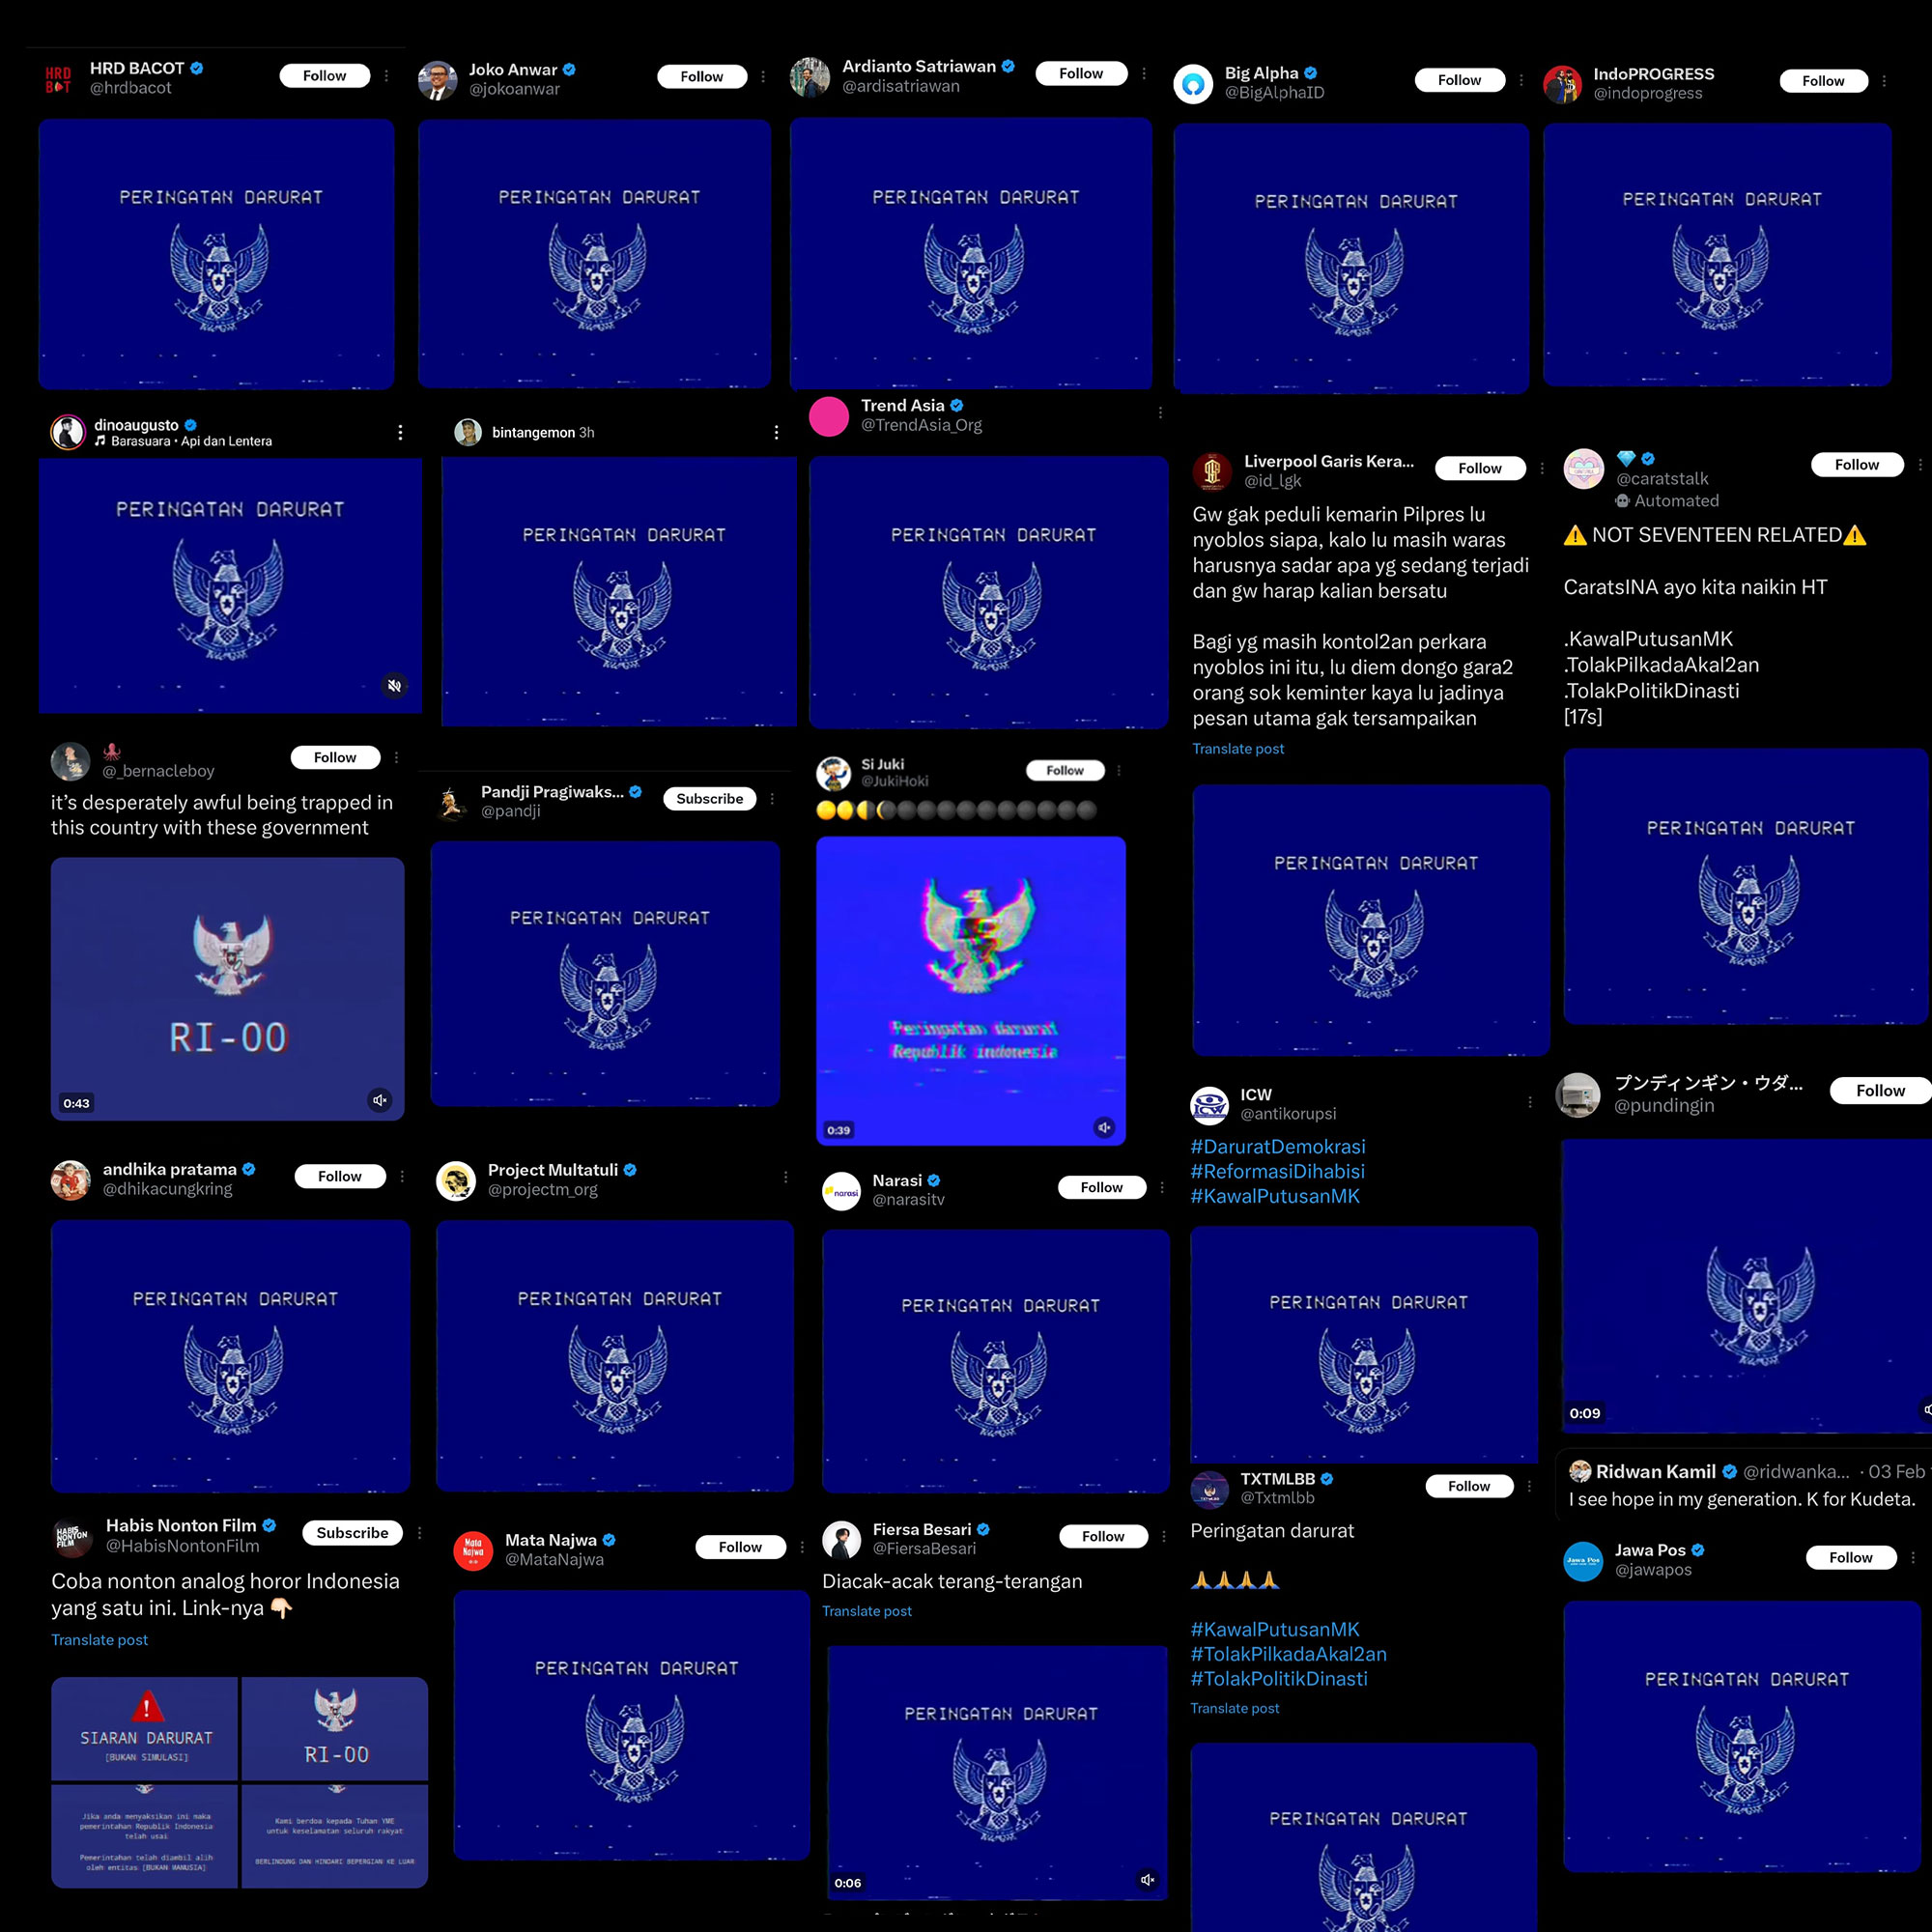 HRD BACOT
@hrdbacot
Follow
HRD
BOT
PERINGATAN DARURAT
Joko Anwar
@jokoanwar
Follow
PERINGATAN DARURAT
Ardianto Satriawan
@ardisatriawan
Follow
PERINGATAN DARURAT
Big Alpha
@BigAlphaID
Follow
PERINGATAN DARURAT
IndoPROGRESS
@indoprogress
Follow
PERINGATAN DARURAT
dinoaugusto
Barasuara • Api dan Lentera
PERINGATAN DARURAT
bintangemon 3h
PERINGATAN DARURAT
Trend Asia
@TrendAsia_Org
PERINGATAN DARURAT
Liverpool Garis Kera...
@id_lgk
Follow
Gw gak peduli kemarin Pilpres lu
nyoblos siapa, kalo lu masih waras
harusnya sadar apa yg sedang terjadi
dan gw harap kalian bersatu
Bagi yg masih kontol2an perkara
nyoblos ini itu, lu diem dongo gara2
orang sok keminter kaya lu jadinya
pesan utama gak tersampaikan
Translate post
PERINGATAN DARURAT
💎
@caratstalk
Automated
Follow
⚠️ NOT SEVENTEEN RELATED⚠️
CaratsINA ayo kita naikin HT
.KawalPutusanMK
.TolakPilkadaAkal2an
.TolakPolitikDinasti
[17s]
PERINGATAN DARURAT
🐙
@_bernacleboy
Follow
it's desperately awful being trapped in
this country with these government
RI-00
0:43
Pandji Pragiwaks...
@pandji
Subscribe
PERINGATAN DARURAT
Si Juki
@JukiHoki
Follow
Peringatan darurat
Republik indonesia
0:39
ICW
@antikorupsi
ICW
#DaruratDemokrasi
#ReformasiDihabisi
#KawalPutusanMK
PERINGATAN DARURAT
プンディンギン・ウダ...
@pundingin
Follow
0:09
andhika pratama
@dhikacungkring
Follow
PERINGATAN DARURAT
Project Multatuli
@projectm_org
PERINGATAN DARURAT
Narasi
@narasitv
narasi
Follow
PERINGATAN DARURAT
Ridwan Kamil @ridwanka... · 03 Feb
I see hope in my generation. K for Kudeta.
Habis Nonton Film
@HabisNontonFilm
HABIS
NONTON
FILM
Subscribe
Coba nonton analog horor Indonesia
yang satu ini. Link-nya 👇🏻
Translate post
SIARAN DARURAT
[BUKAN SIMULASI]
RI-00
Jika anda menyaksikan ini maka
pemerintahan Republik Indonesia
telah usai
Pemerintahan telah diambil alih
oleh entitas [BUKAN MANUSIA]
Kami berdoa kepada Tuhan YME
untuk keselamatan seluruh rakyat
BERLINDUNG DAN HINDARI BEPERGIAN KE LUAR
Mata Najwa
@MataNajwa
Mata
Najwa
Follow
PERINGATAN DARURAT
Fiersa Besari
@FiersaBesari
Follow
Diacak-acak terang-terangan
Translate post
PERINGATAN DARURAT
0:06
TXTMLBB
@Txtmlbb
Follow
Peringatan darurat
🙏🙏🙏🙏
#KawalPutusanMK
#TolakPilkadaAkal2an
#TolakPolitikDinasti
Translate post
PERINGATAN DARURAT
Jawa Pos
@jawapos
Jawa Pos
Follow
PERINGATAN DARURAT